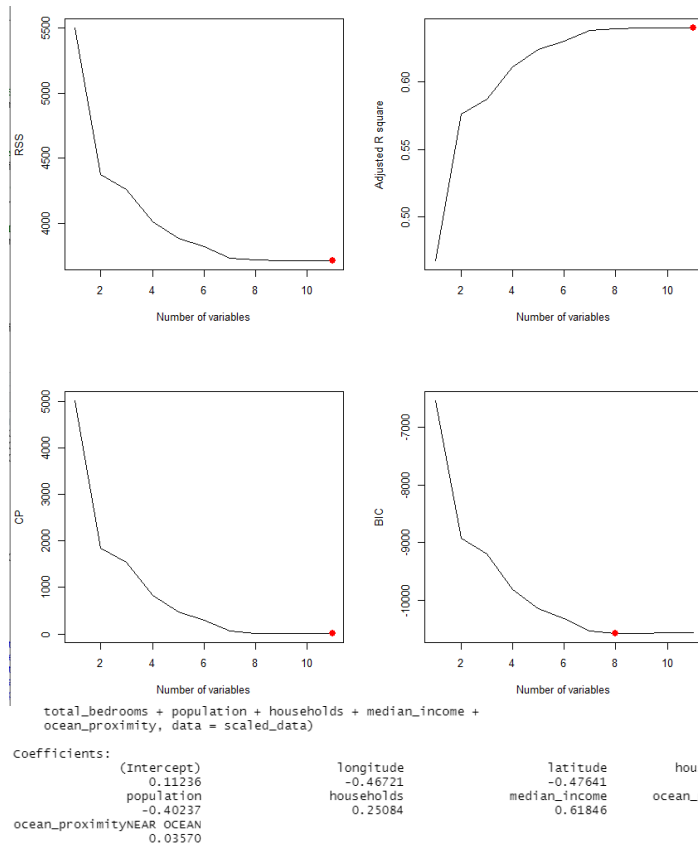 RSS
5500
5000
4500
4000
2 4 6 8 10
Number of variables
Adjusted R square
0.60
0.55
0.50
2 4 6 8 10
Number of variables
CP
5000
4000
3000
2000
1000
0
2 4 6 8 10
Number of variables
BIC
-7000
-8000
-9000
-10000
2 4 6 8 10
Number of variables
total_bedrooms + population + households + median_income +
ocean_proximity, data = scaled_data)
Coefficients:
(Intercept) longitude latitude hou
0.11236 -0.46721 -0.47641
population households median_income ocean_
-0.40237 0.25084 0.61846
ocean_proximityNEAR OCEAN
0.03570